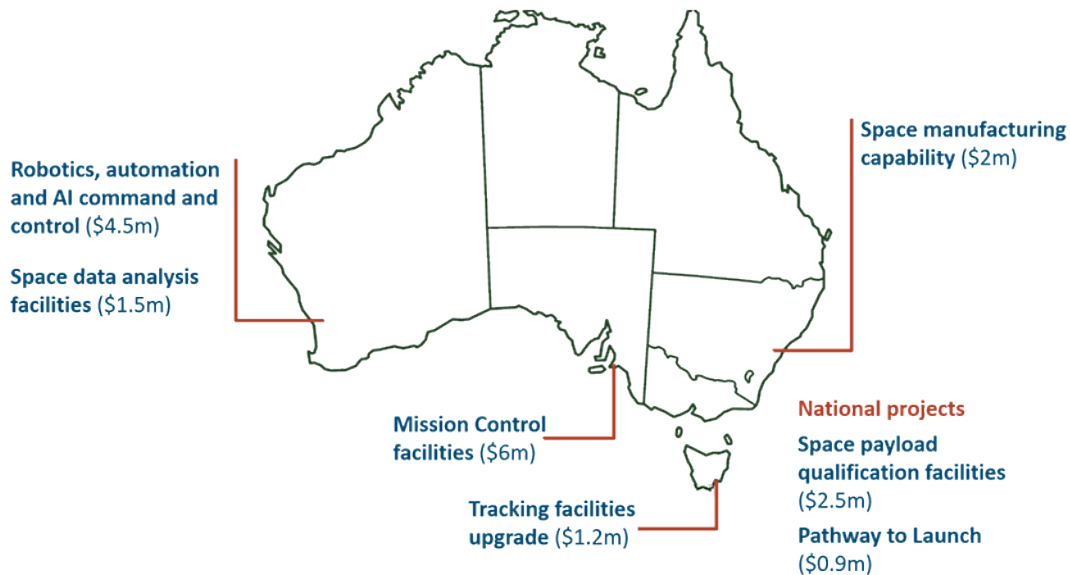 Robotics, automation
and AI command and
control ($4.5m)
Space data analysis
facilities ($1.5m)
Space manufacturing
capability ($2m)
Mission Control
facilities ($6m)
Tracking facilities
upgrade ($1.2m)
National projects
Space payload
qualification facilities
($2.5m)
Pathway to Launch
($0.9m)